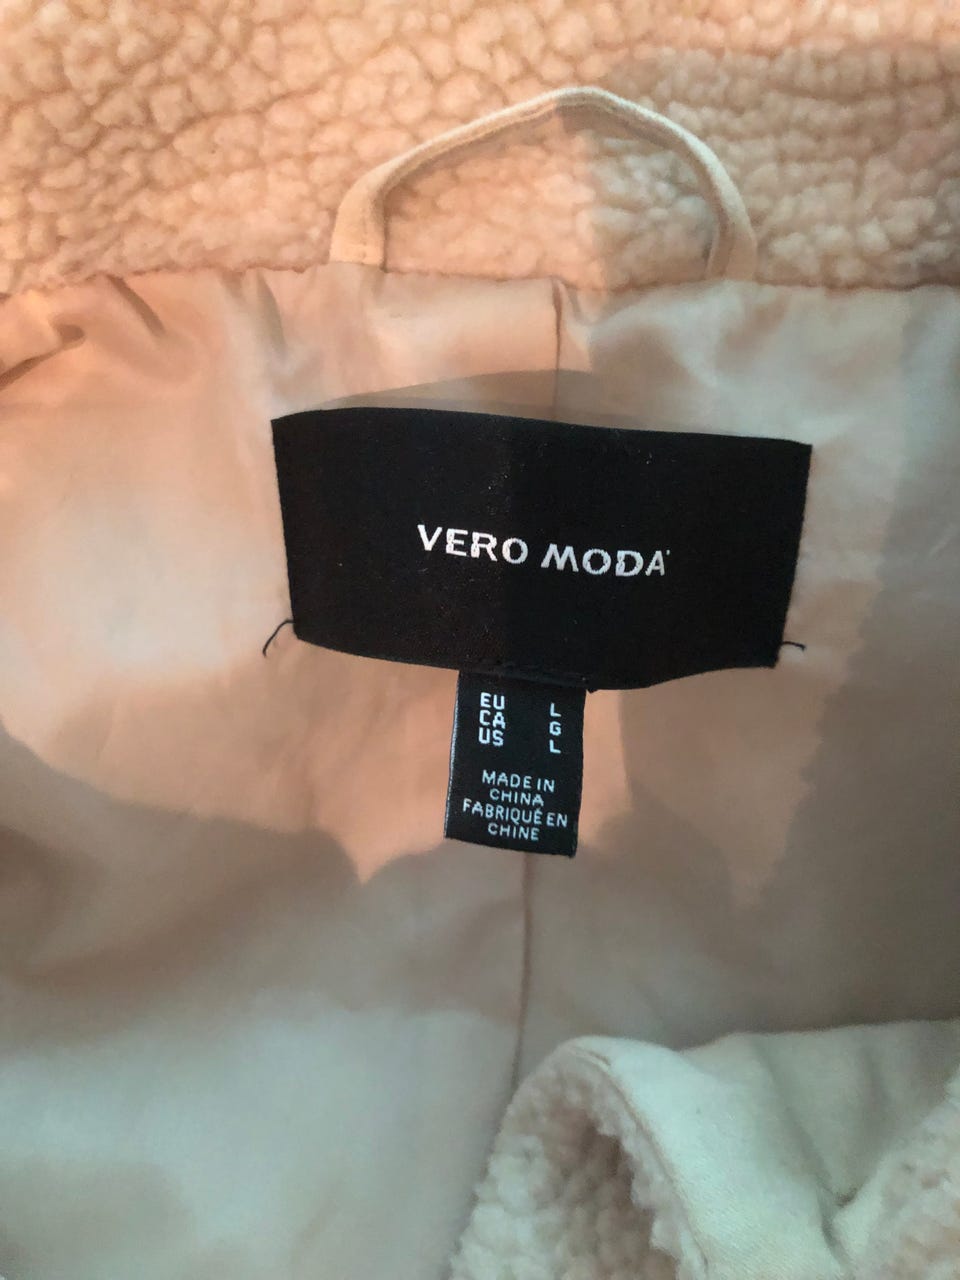 VERO MODA
EU L
CA G
US L
MADE IN
CHINA
FABRIQUÉ EN
CHINE